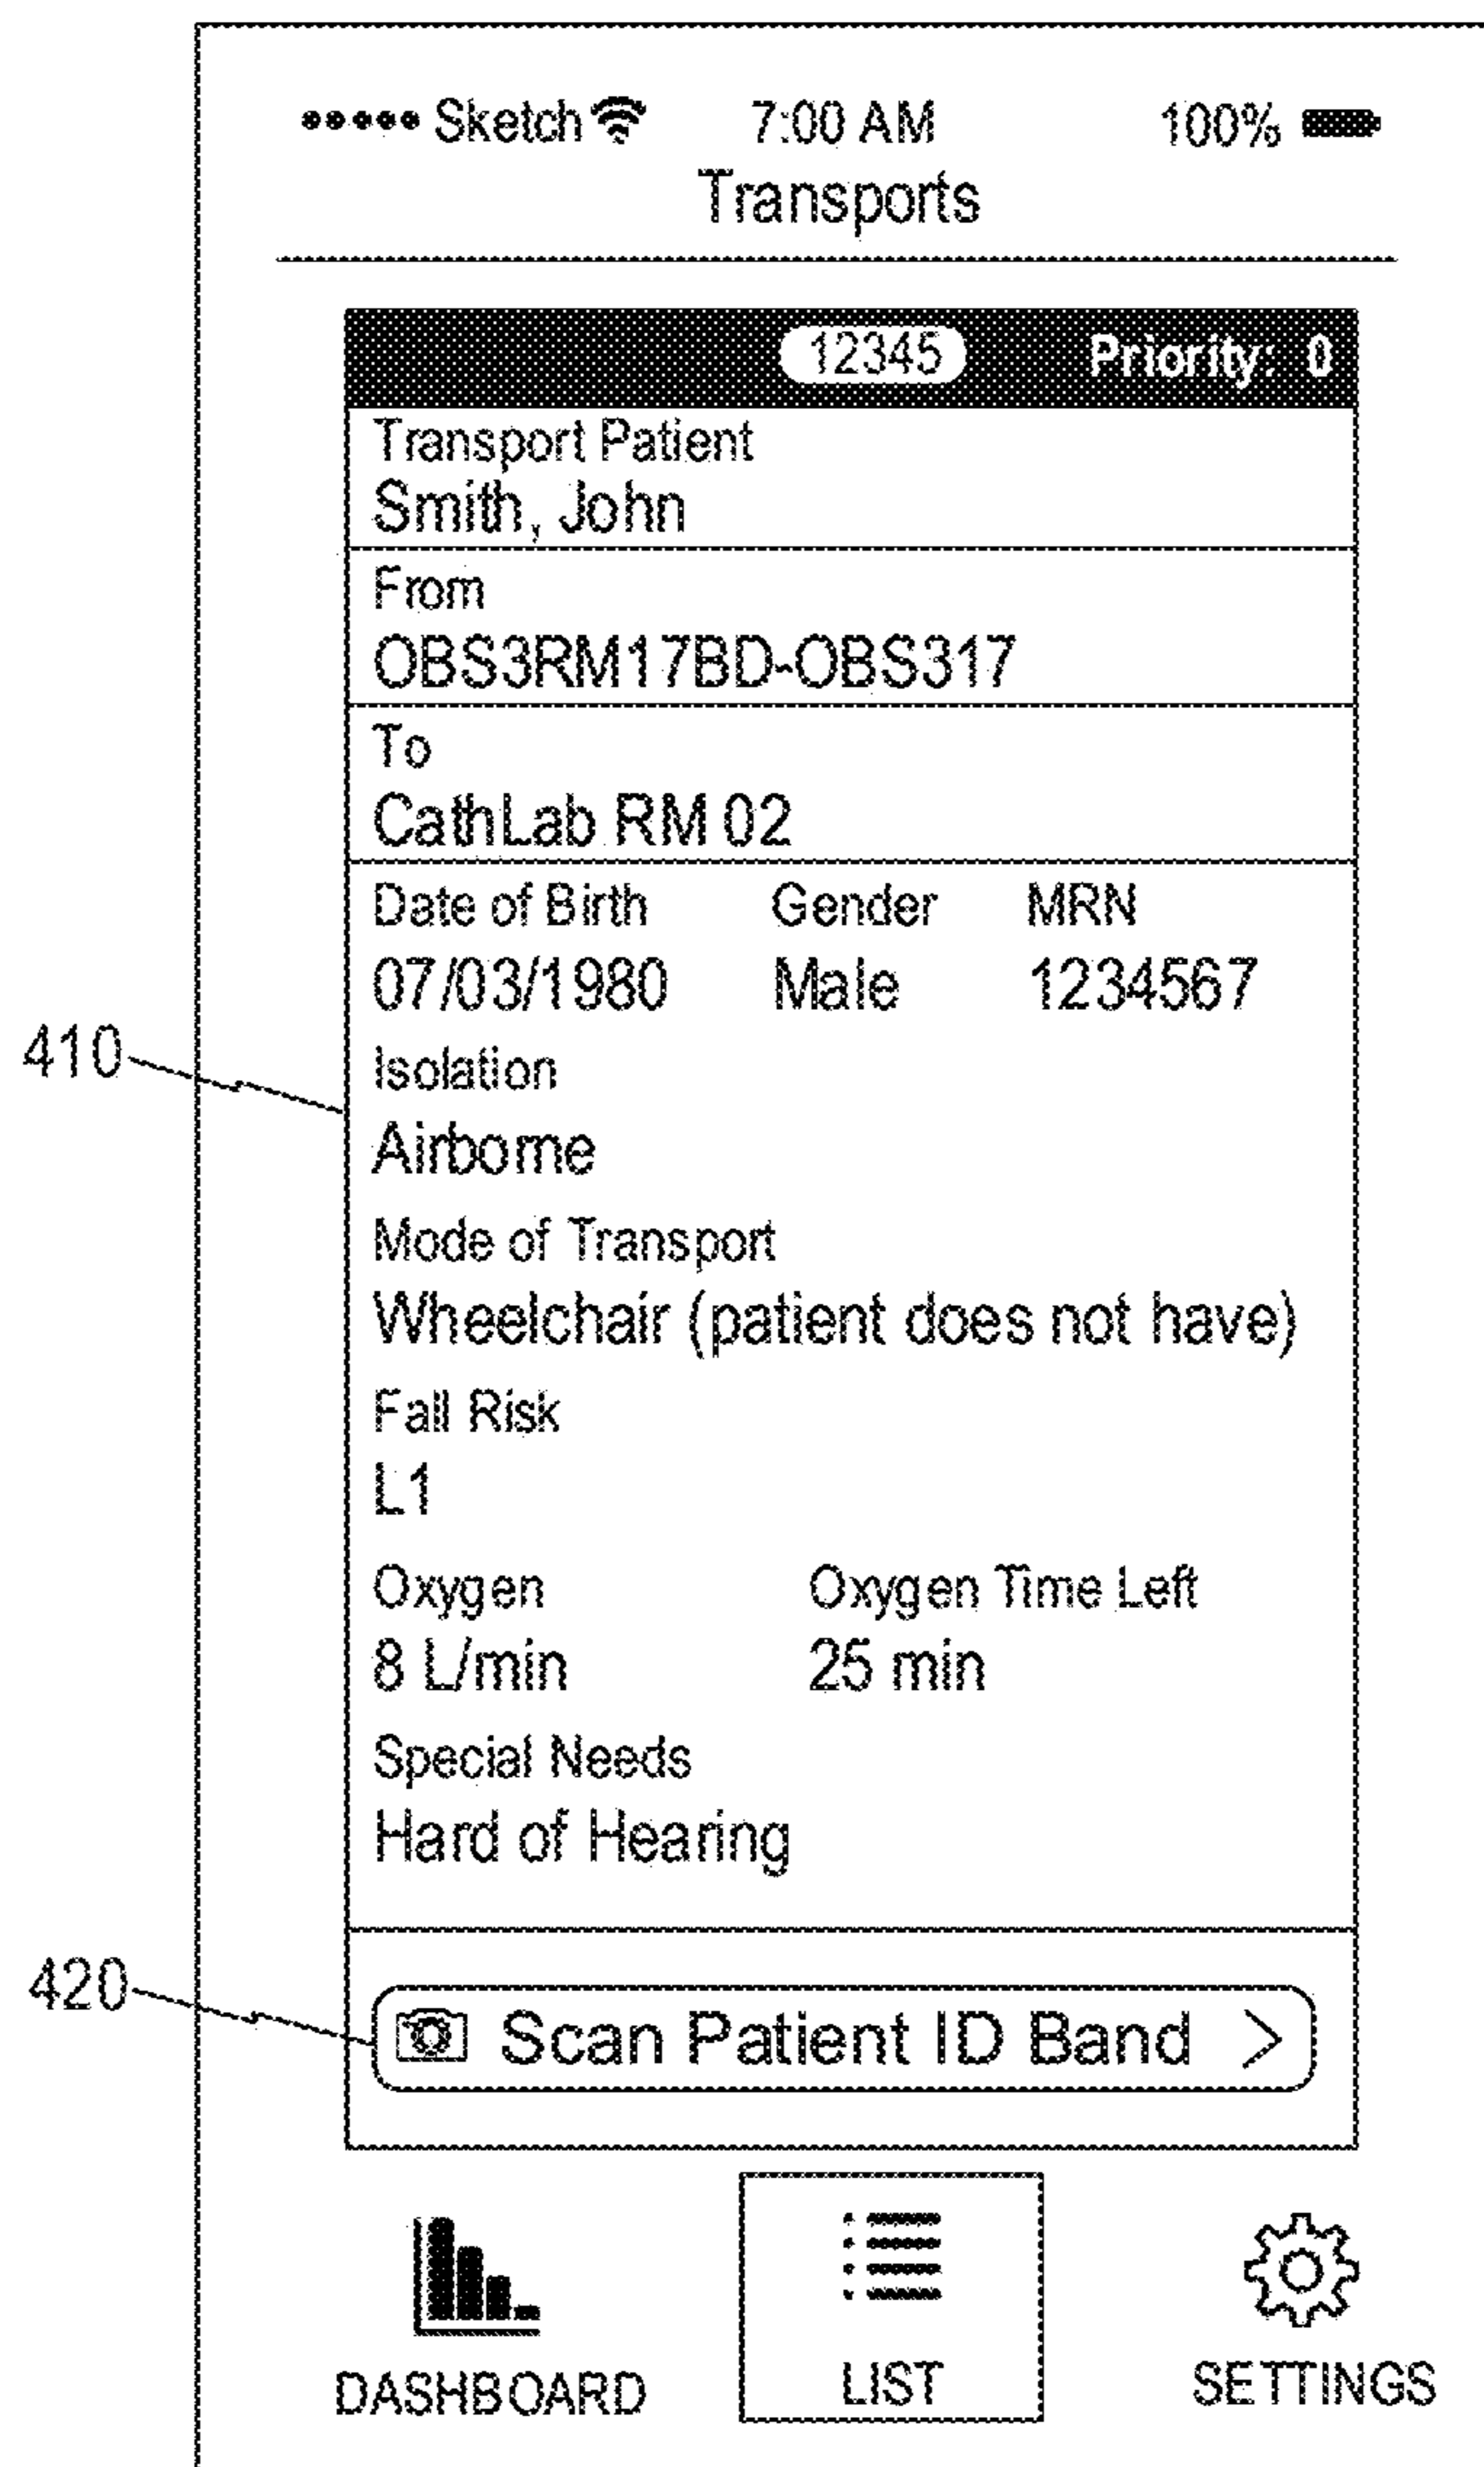 Sketch 7:00 AM 100%
Transports
12345 Priority: 0
Transport Patient
Smith, John
From
OBS3RM17BD-OBS317
To
CathLab RM 02
Date of Birth Gender MRN
07/03/1980 Male 1234567
410
Isolation
Airborne
Mode of Transport
Wheelchair (patient does not have)
Fall Risk
L1
Oxygen Oxygen Time Left
8 L/min 25 min
Special Needs
Hard of Hearing
420
Scan Patient ID Band >
DASHBOARD LIST SETTINGS